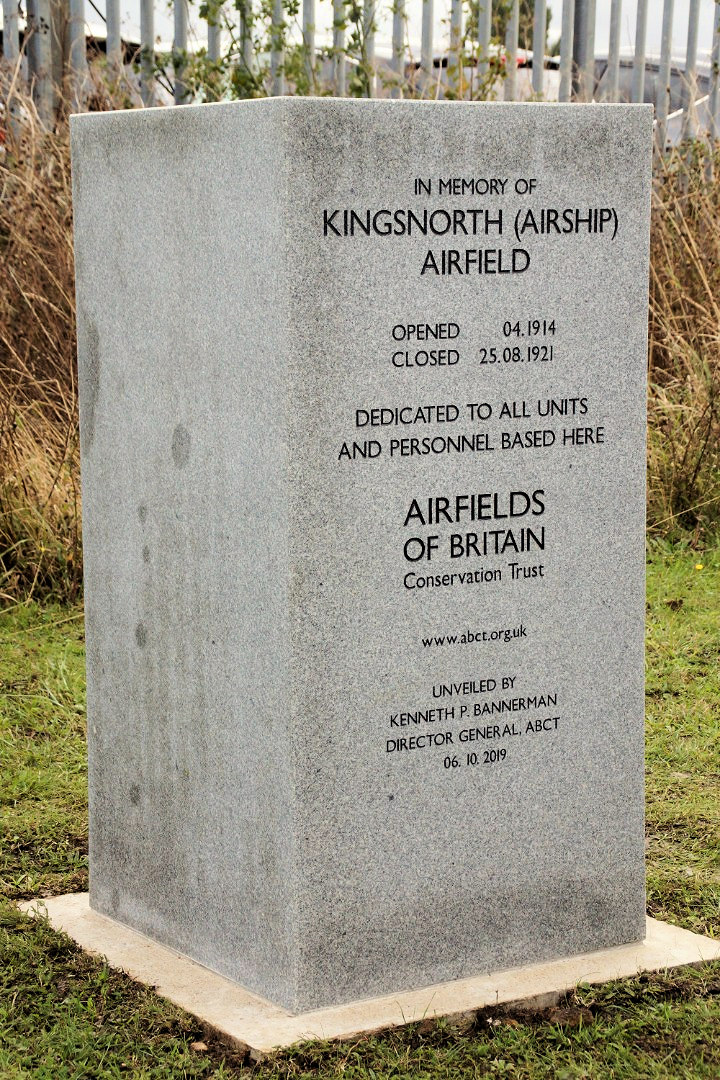 IN MEMORY OF
KINGSNORTH (AIRSHIP)
AIRFIELD
OPENED 04.1914
CLOSED 25.08.1921
DEDICATED TO ALL UNITS
AND PERSONNEL BASED HERE
AIRFIELDS
OF BRITAIN
Conservation Trust
www.abct.org.uk
UNVEILED BY
KENNETH P. BANNERMAN
DIRECTOR GENERAL, ABCT
06. 10. 2019